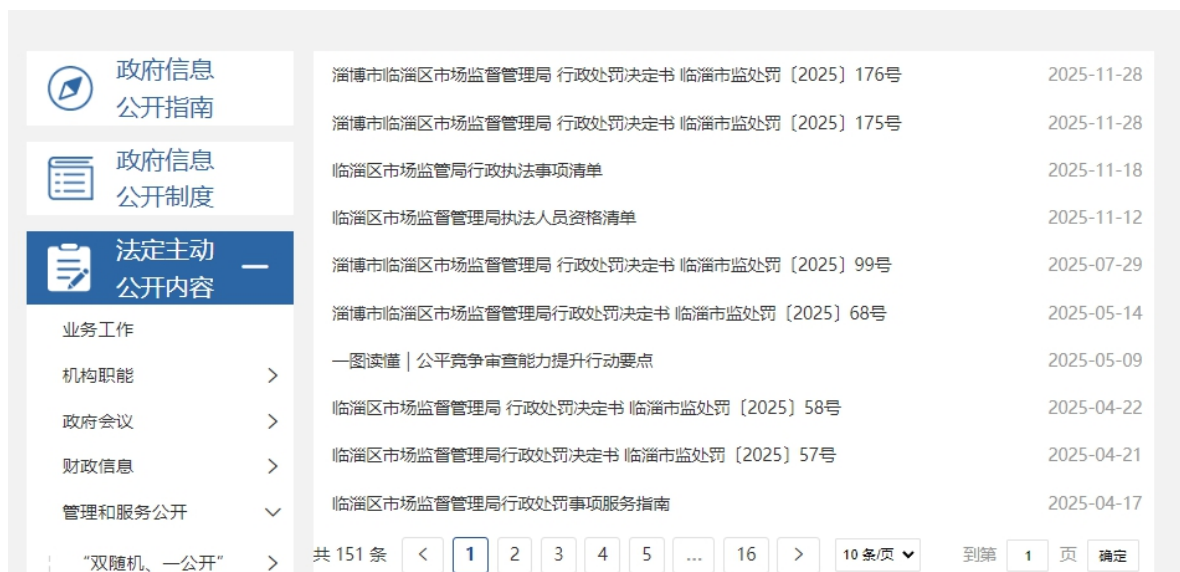 政府信息
公开指南
政府信息
公开制度
法定主动
公开内容
业务工作
机构职能
政府会议
财政信息
管理和服务公开
“双随机、一公开”
淄博市临淄区市场监督管理局 行政处罚决定书 临淄市监处罚〔2025〕176号 2025-11-28
淄博市临淄区市场监督管理局 行政处罚决定书 临淄市监处罚〔2025〕175号 2025-11-28
临淄区市场监管局行政执法事项清单 2025-11-18
临淄区市场监督管理局执法人员资格清单 2025-11-12
淄博市临淄区市场监督管理局 行政处罚决定书 临淄市监处罚〔2025〕99号 2025-07-29
淄博市临淄区市场监督管理局行政处罚决定书 临淄市监处罚〔2025〕68号 2025-05-14
一图读懂 | 公平竞争审查能力提升行动要点 2025-05-09
临淄区市场监督管理局 行政处罚决定书 临淄市监处罚〔2025〕58号 2025-04-22
临淄区市场监督管理局行政处罚决定书 临淄市监处罚〔2025〕57号 2025-04-21
临淄区市场监督管理局行政处罚事项服务指南 2025-04-17
共 151 条 < 1 2 3 4 5 ... 16 > 10 条/页 到第 1 页 确定